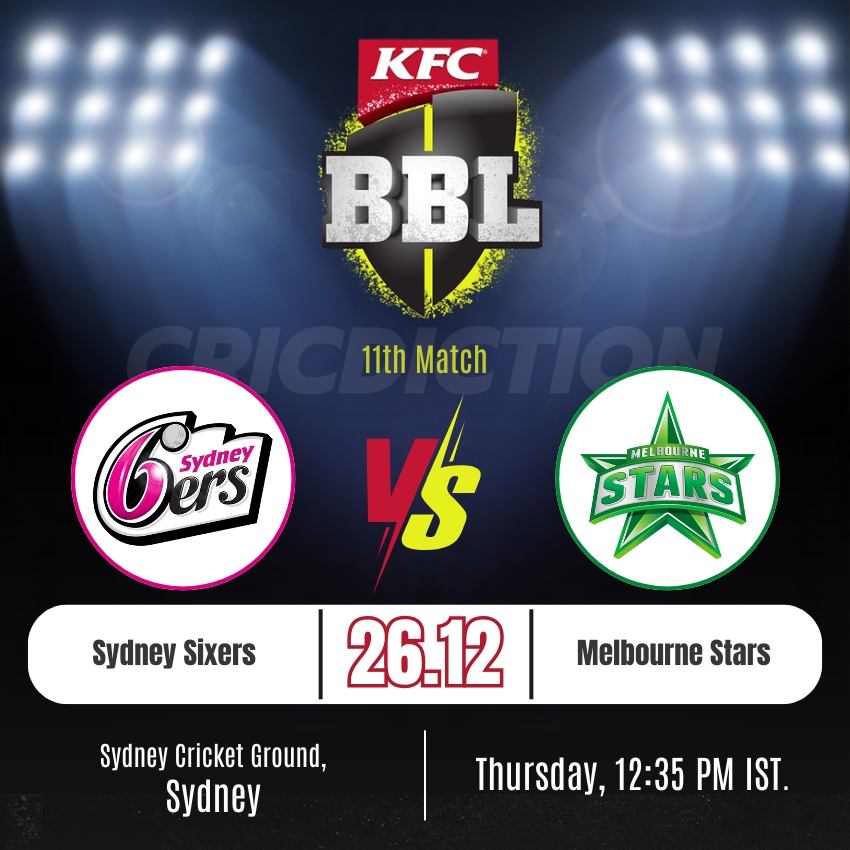 KFC
BBL
CRICDICTION
11th Match
Sydney
6ers
VS
MELBOURNE
STARS
Sydney Sixers
26.12
Melbourne Stars
Sydney Cricket Ground,
Sydney
Thursday, 12:35 PM IST.